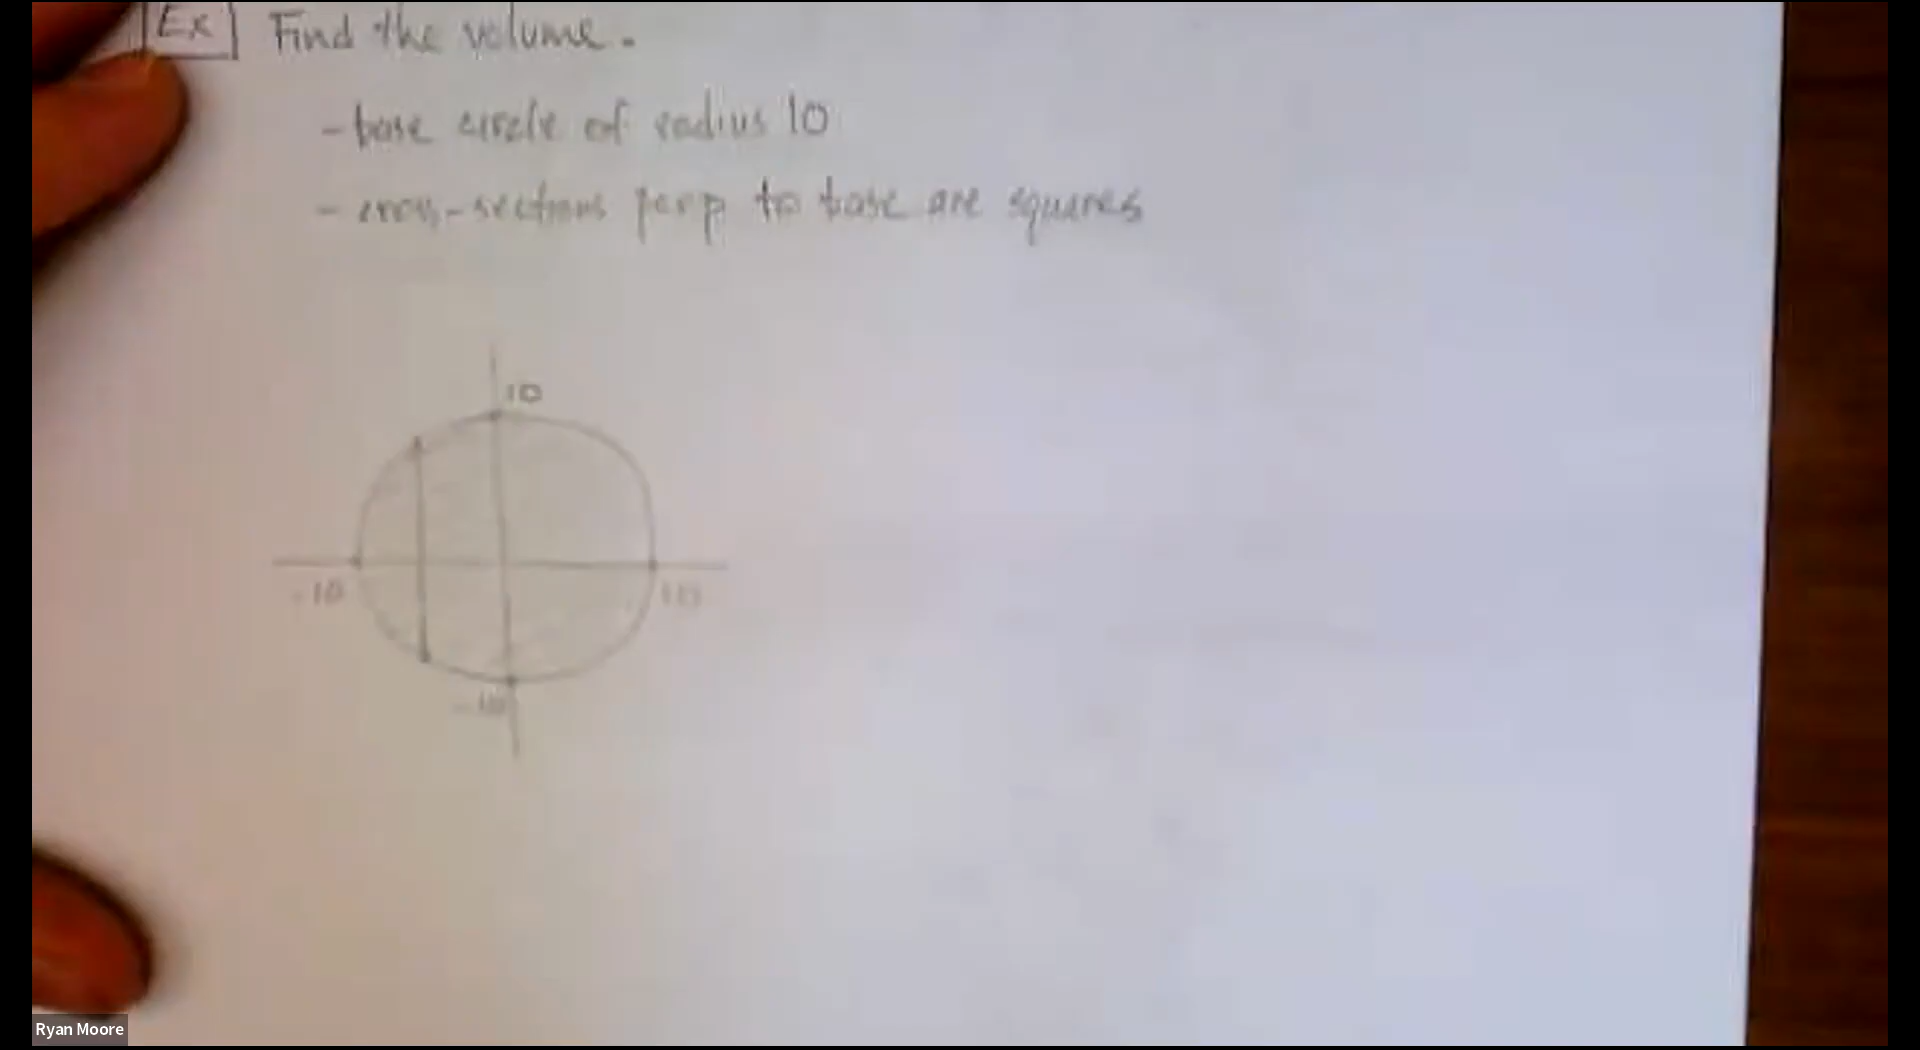 Ex Find the volume.
- base circle of radius 10
- cross-sections perp to base are squares
10
-10 10
-10
Ryan Moore